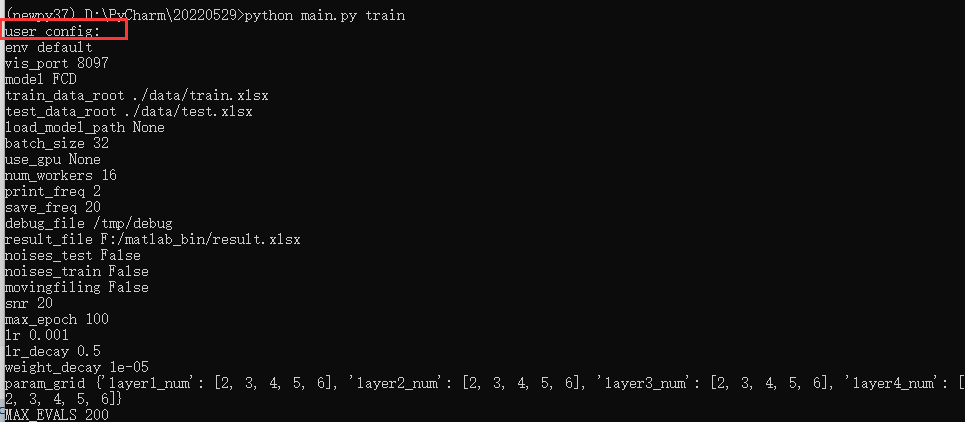 (newpy37) D:\PyCharm\20220529>python main.py train
user config:
env default
vis_port 8097
model FCD
train_data_root ./data/train.xlsx
test_data_root ./data/test.xlsx
load_model_path None
batch_size 32
use_gpu None
num_workers 16
print_freq 2
save_freq 20
debug_file /tmp/debug
result_file F:/matlab_bin/result.xlsx
noises_test False
noises_train False
movingfiling False
snr 20
max_epoch 100
lr 0.001
lr_decay 0.5
weight_decay 1e-05
param_grid {'layer1_num': [2, 3, 4, 5, 6], 'layer2_num': [2, 3, 4, 5, 6], 'layer3_num': [2, 3, 4, 5, 6], 'layer4_num': [
2, 3, 4, 5, 6]}
MAX_EVALS 200